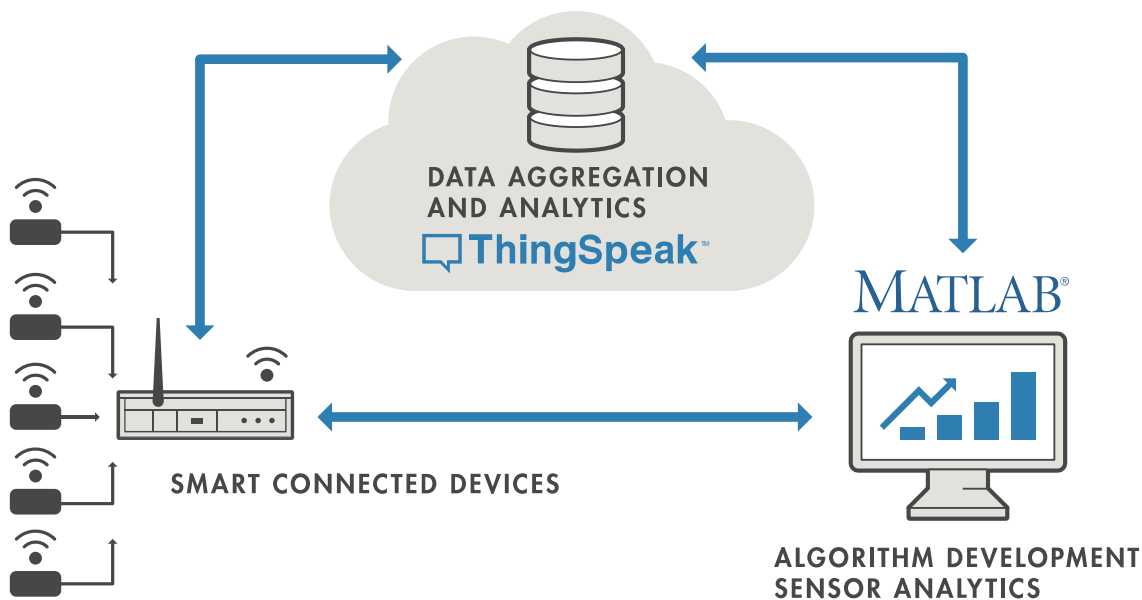 DATA AGGREGATION
AND ANALYTICS
ThingSpeak™
MATLAB®
SMART CONNECTED DEVICES
ALGORITHM DEVELOPMENT
SENSOR ANALYTICS